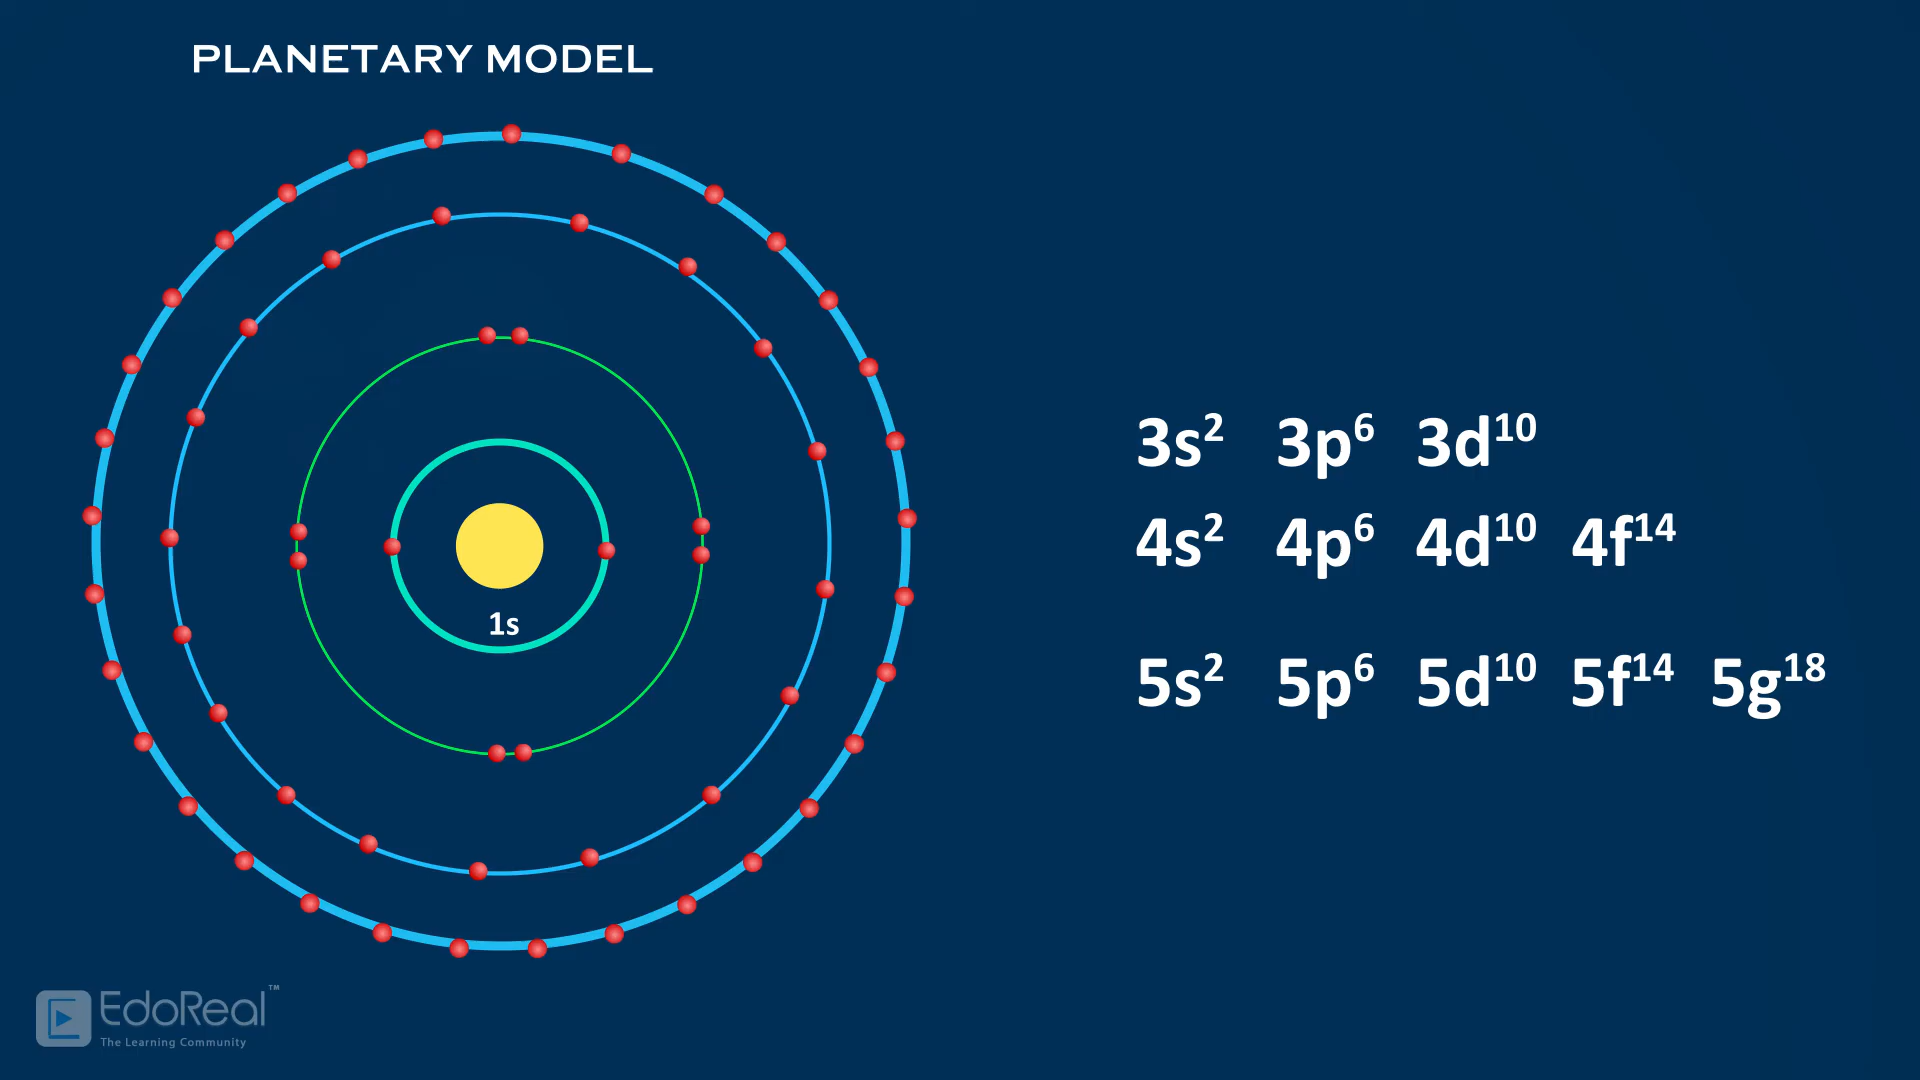 PLANETARY MODEL
3s² 3p⁶ 3d¹⁰
4s² 4p⁶ 4d¹⁰ 4f¹⁴
1s
5s² 5p⁶ 5d¹⁰ 5f¹⁴ 5g¹⁸
EdoReal™
The Learning Community